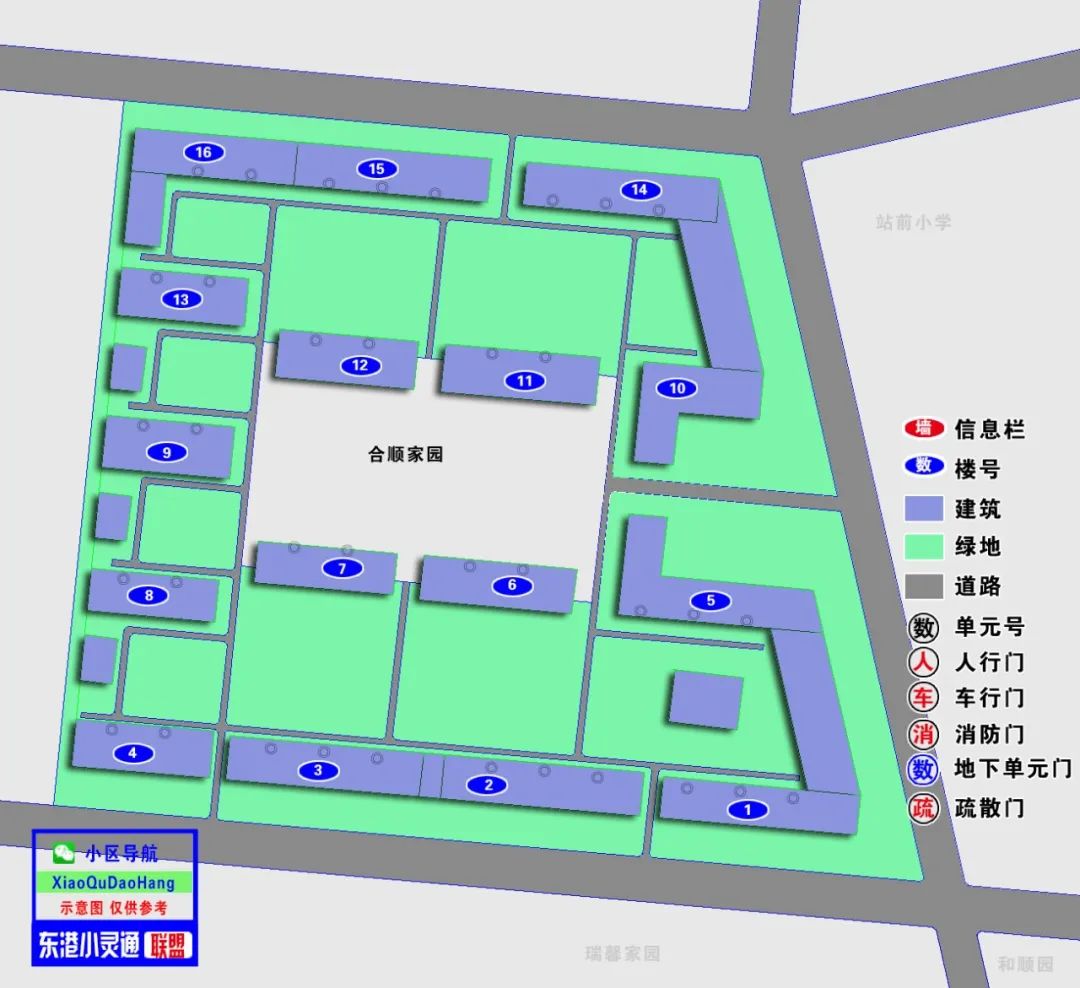 16
15
14
站前小学
13
12
11
10
合顺家园
9
7
6
8
5
4
3
2
1
墙 信息栏
数 楼号
建筑
绿地
道路
数 单元号
人 人行门
车 车行门
消 消防门
数 地下单元门
疏 疏散门
小区导航
XiaoQuDaoHang
示意图 仅供参考
东港小灵通 联盟
瑞馨家园
和顺园